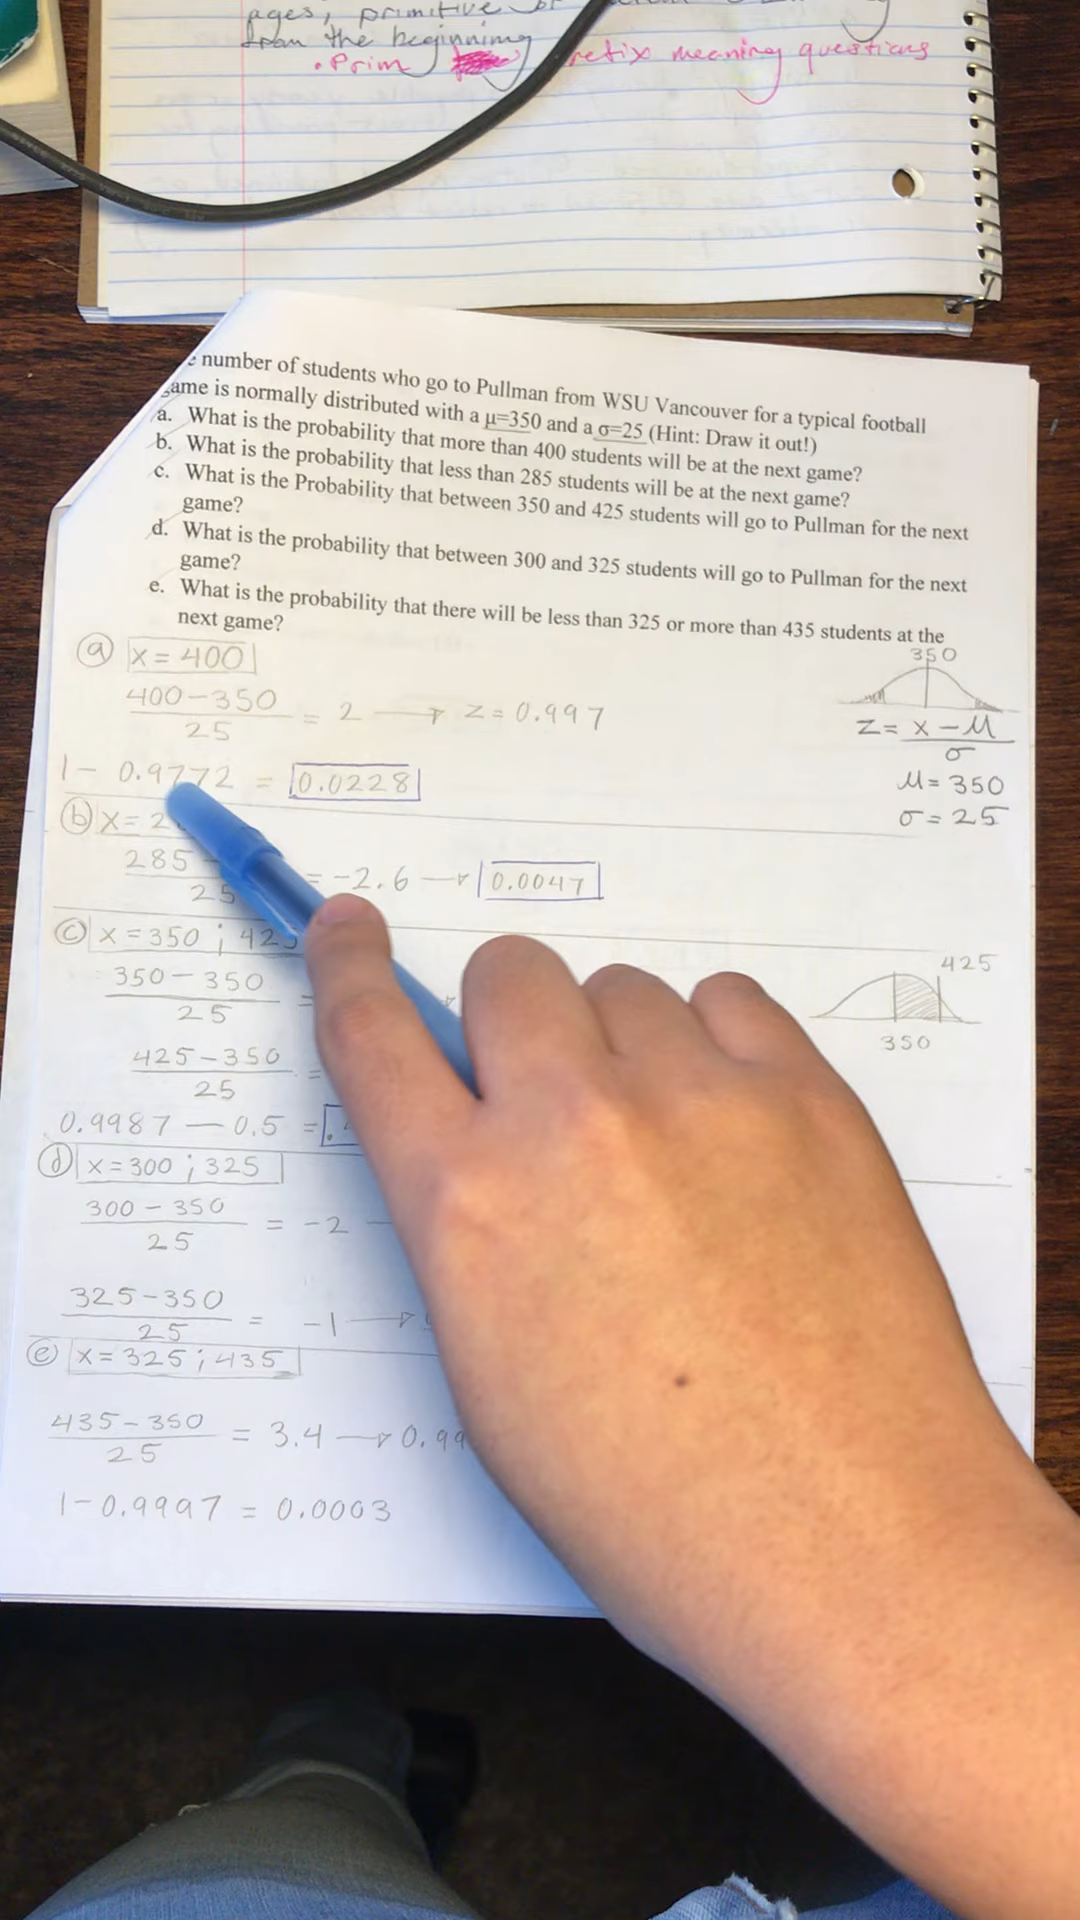 ages, primitive or
from the beginning
• Prim
refix meaning questions
number of students who go to Pullman from WSU Vancouver for a typical football
ame is normally distributed with a µ=350 and a σ=25 (Hint: Draw it out!)
a. What is the probability that more than 400 students will be at the next game?
b. What is the probability that less than 285 students will be at the next game?
c. What is the Probability that between 350 and 425 students will go to Pullman for the next
game?
d. What is the probability that between 300 and 325 students will go to Pullman for the next
game?
e. What is the probability that there will be less than 325 or more than 435 students at the
next game?
350
Z = x − µ
σ
µ = 350
σ = 25
ⓐ x = 400
400 − 350
25
= 2 → z = 0.997
1 − 0.9772 = 0.0228
ⓑ x = 2
285
25
= −2.6 → 0.0047
ⓒ x = 350 ; 425
350 − 350
25
=
425 − 350
25
=
425
350
0.9987 — 0.5 = .
ⓓ x = 300 ; 325
300 − 350
25
= −2
325 − 350
25
= −1 →
ⓔ x = 325 ; 435
435 − 350
25
= 3.4 → 0.99
1 − 0.9997 = 0.0003